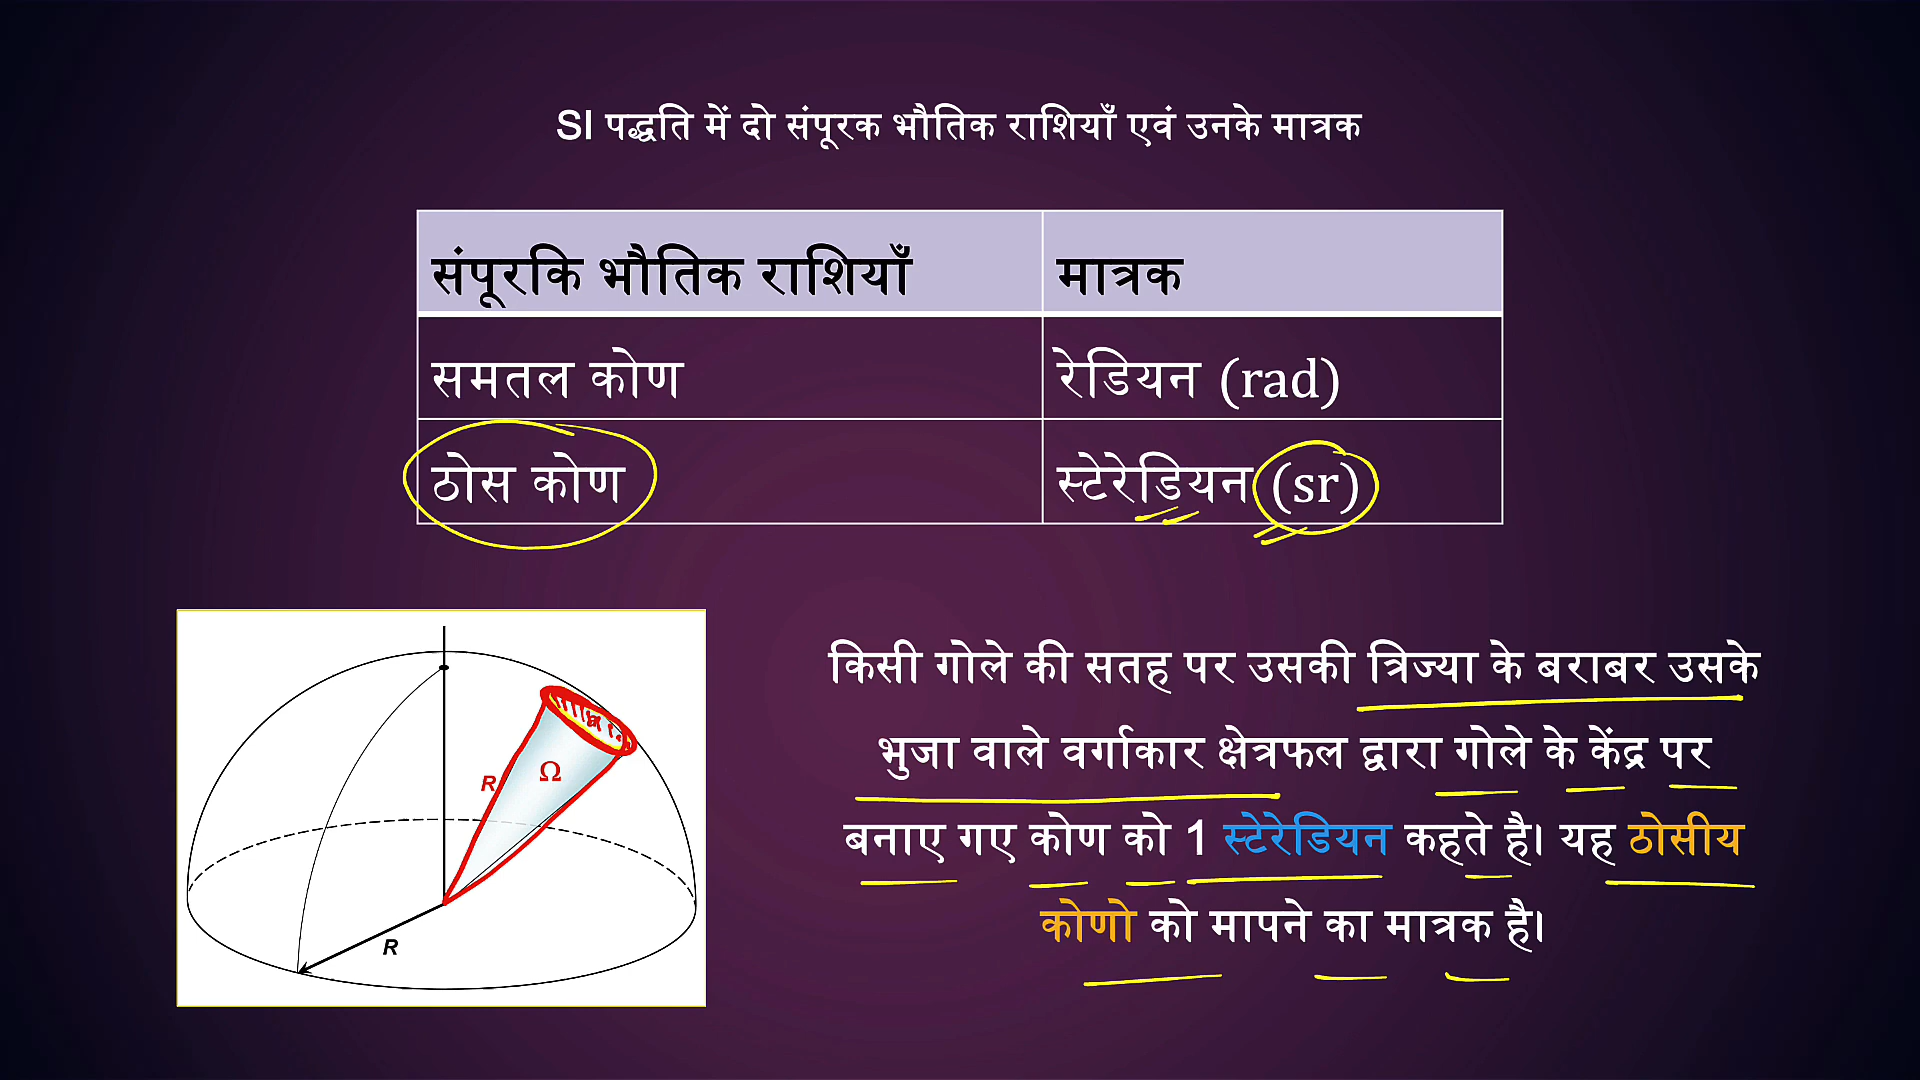 SI पद्धति में दो संपूरक भौतिक राशियाँ एवं उनके मात्रक
संपूरकि भौतिक राशियाँ मात्रक
समतल कोण रेडियन (rad)
ठोस कोण स्टेरेडियन (sr)
किसी गोले की सतह पर उसकी त्रिज्या के बराबर उसके
भुजा वाले वर्गाकार क्षेत्रफल द्वारा गोले के केंद्र पर
बनाए गए कोण को 1 स्टेरेडियन कहते है। यह ठोसीय
कोणो को मापने का मात्रक है।
R
Ω
R